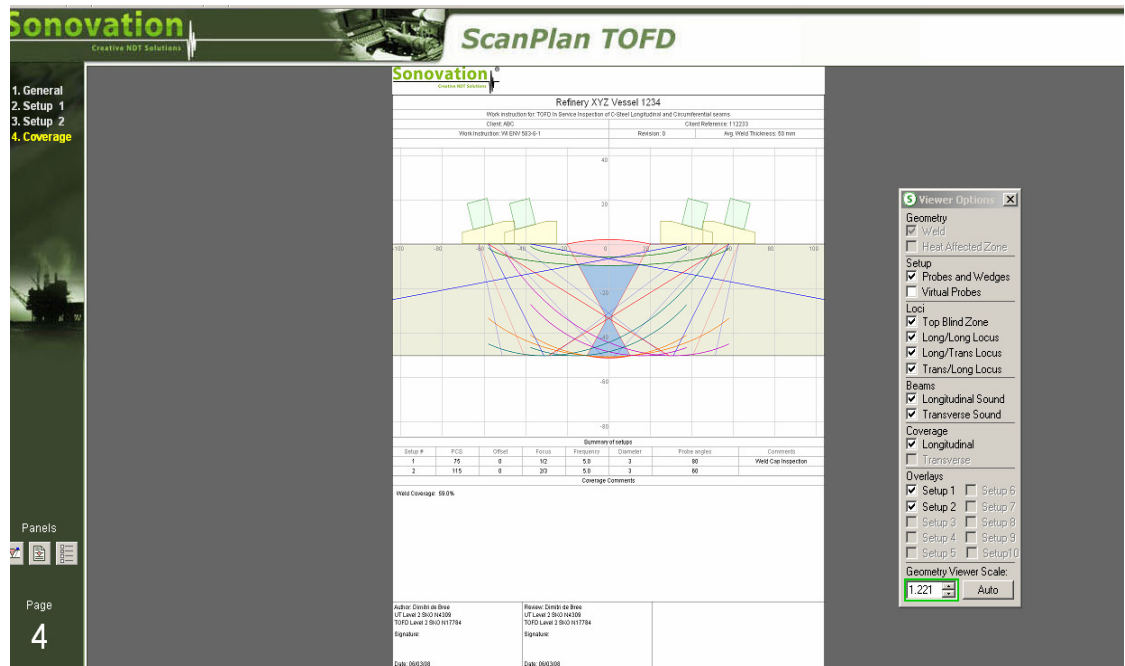 Sonovation
Creative NDT Solutions
ScanPlan TOFD
1. General
2. Setup 1
3. Setup 2
4. Coverage
Panels
Page
4
Sonovation®
Creative NDT Solutions
Refinery XYZ Vessel 1234
Work instruction for: TOFD In Service Inspection of C-Steel Longitudinal and Circumferential seams.
Client: ABC Client Reference: 112233
Work Instruction: WI ENV 583-6-1 Revision: 0 Avg. Weld Thickness: 50 mm
40
20
-100 -80 -40 0 20 40 60 80 100
-20
-40
-60
-80
Summary of setups
Setup # PCS Offset Focus Frequency Diameter Probe angles Comments
1 75 0 1/2 5.0 3 80 Weld Cap Inspection
2 115 0 2/3 5.0 3 60
Coverage Comments
Weld Coverage: 59.0%
Author: Dimitri de Bree Review: Dimitri de Bree
UT Level 2 SKO N4309 UT Level 2 SKO N4309
TOFD Level 2 SKO N17784 TOFD Level 2 SKO N17784
Signature: Signature:
Date: 06/03/08 Date: 06/03/08
Viewer Options
Geometry
Weld
Heat Affected Zone
Setup
Probes and Wedges
Virtual Probes
Loci
Top Blind Zone
Long/Long Locus
Long/Trans Locus
Trans/Long Locus
Beams
Longitudinal Sound
Transverse Sound
Coverage
Longitudinal
Transverse
Overlays
Setup 1 Setup 6
Setup 2 Setup 7
Setup 3 Setup 8
Setup 4 Setup 9
Setup 5 Setup10
Geometry Viewer Scale:
1.221 Auto